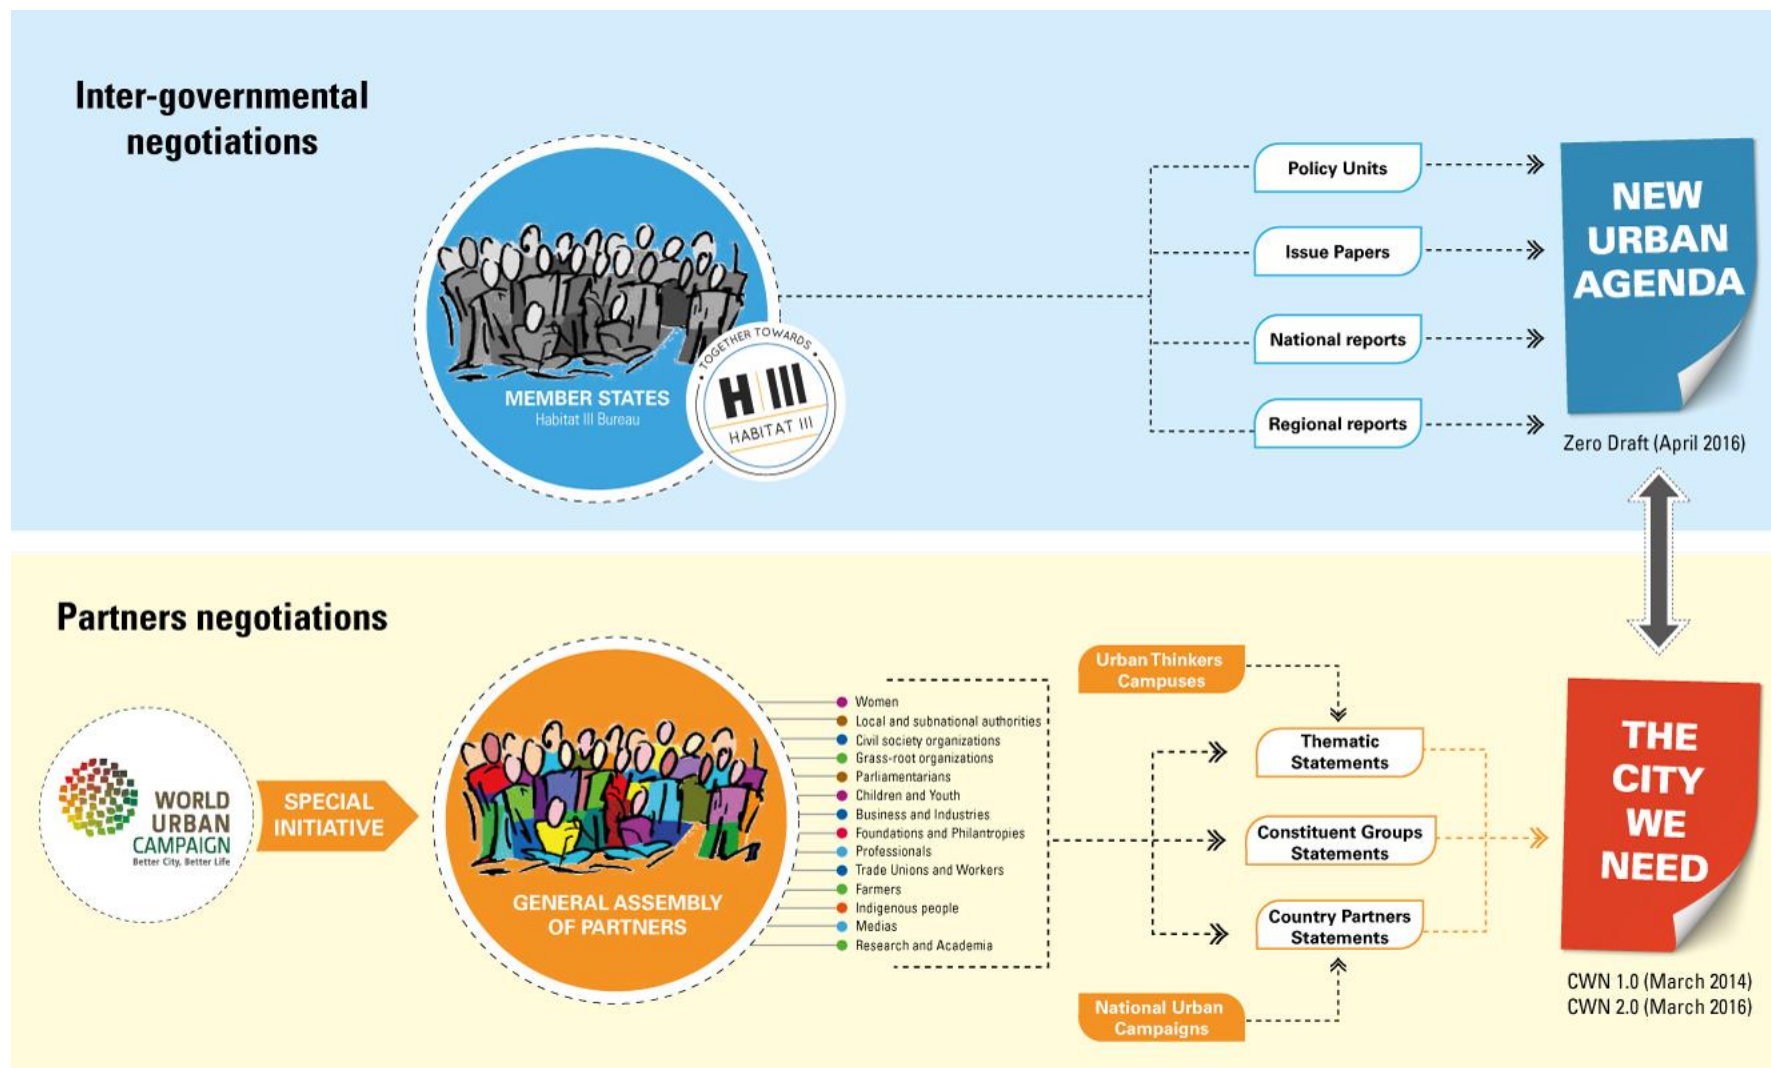 Inter-governmental
negotiations
MEMBER STATES
Habitat III Bureau
• TOGETHER TOWARDS •
H III
HABITAT III
Policy Units
Issue Papers
National reports
Regional reports
NEW
URBAN
AGENDA
Zero Draft (April 2016)
Partners negotiations
WORLD
URBAN
CAMPAIGN
Better City, Better Life
SPECIAL
INITIATIVE
GENERAL ASSEMBLY
OF PARTNERS
Women
Local and subnational authorities
Civil society organizations
Grass-root organizations
Parliamentarians
Children and Youth
Business and Industries
Foundations and Philantropies
Professionals
Trade Unions and Workers
Farmers
Indigenous people
Medias
Research and Academia
Urban Thinkers
Campuses
Thematic
Statements
Constituent Groups
Statements
Country Partners
Statements
National Urban
Campaigns
THE
CITY
WE
NEED
CWN 1.0 (March 2014)
CWN 2.0 (March 2016)